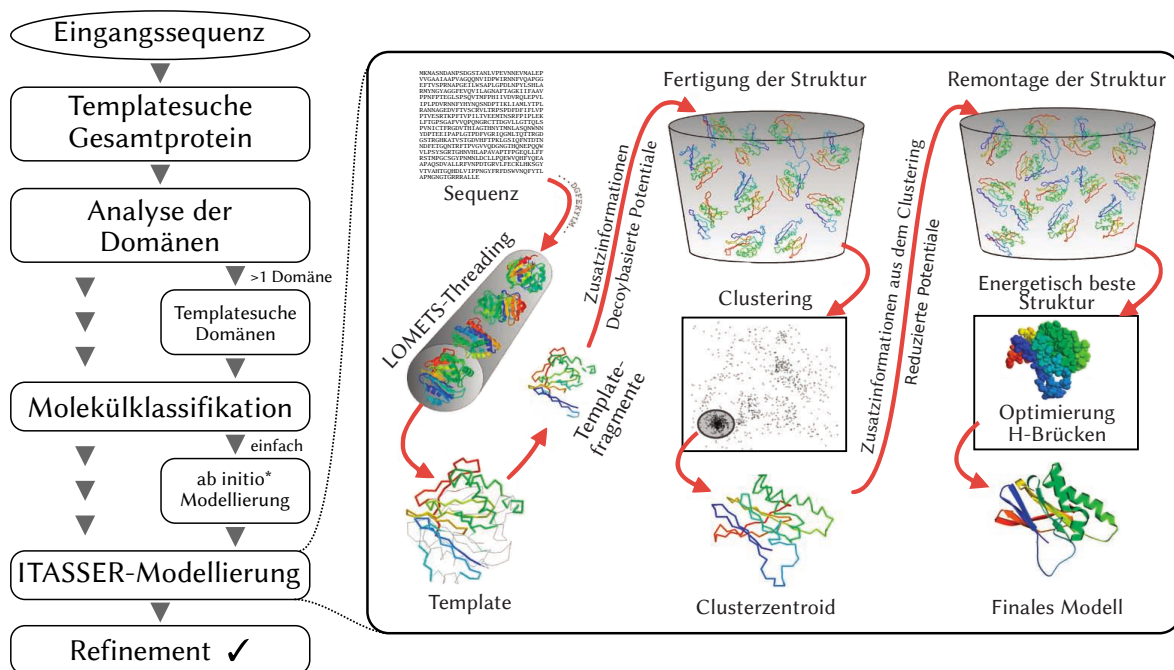 Eingangssequenz
Templatesuche
Gesamtprotein
Analyse der
Domänen
>1 Domäne
Templatesuche
Domänen
Molekülklassifikation
einfach
ab initio*
Modellierung
ITASSER-Modellierung
Refinement ✓
Sequenz
...DGFEKYLM...
LOMETS-Threading
Template
Template-
fragmente
Zusatzinformationen
Decoybasierte Potentiale
Fertigung der Struktur
Clustering
Clusterzentroid
Zusatzinformationen aus dem Clustering
Reduzierte Potentiale
Remontage der Struktur
Energetisch beste
Struktur
Optimierung
H-Brücken
Finales Modell